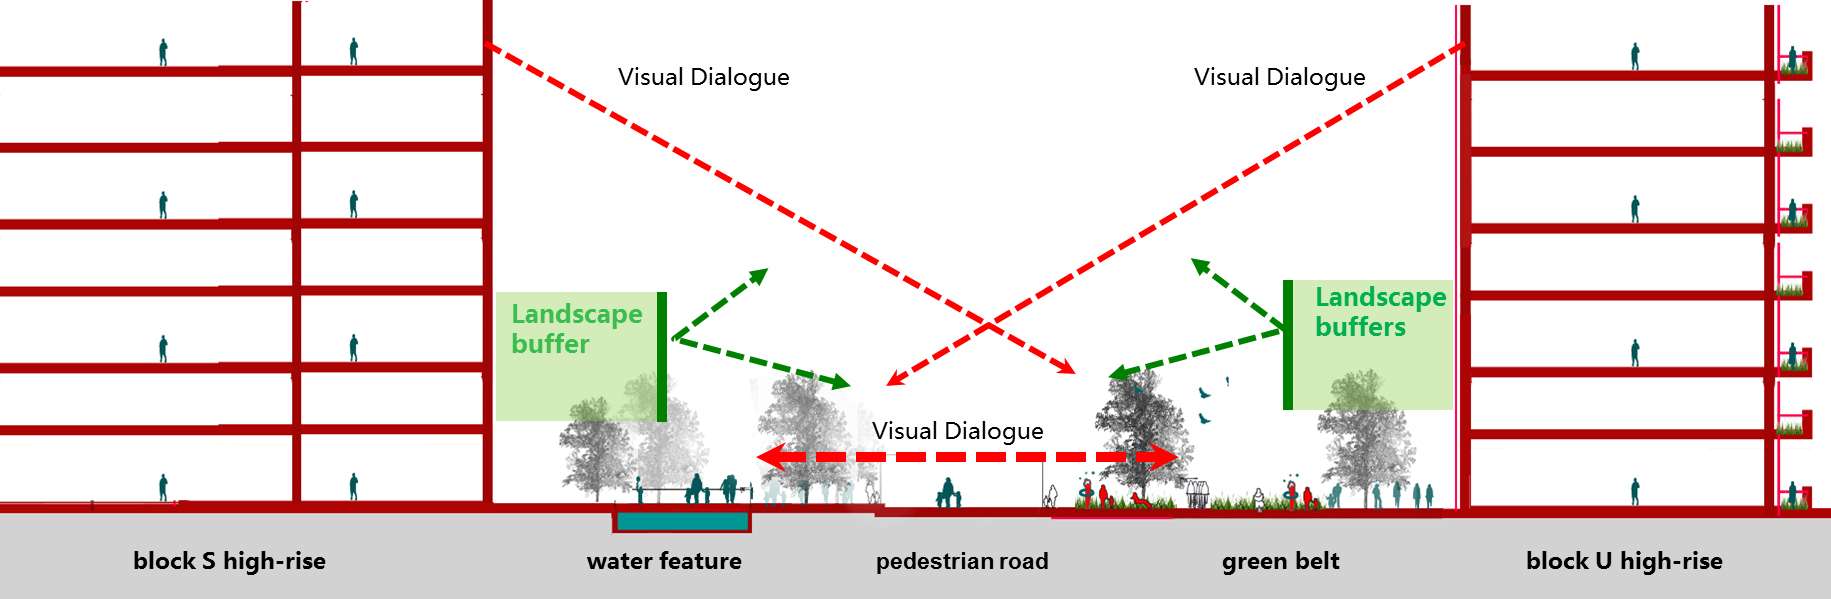 Visual Dialogue
Visual Dialogue
Landscape
buffer
Landscape
buffers
Visual Dialogue
block S high-rise
water feature
pedestrian road
green belt
block U high-rise